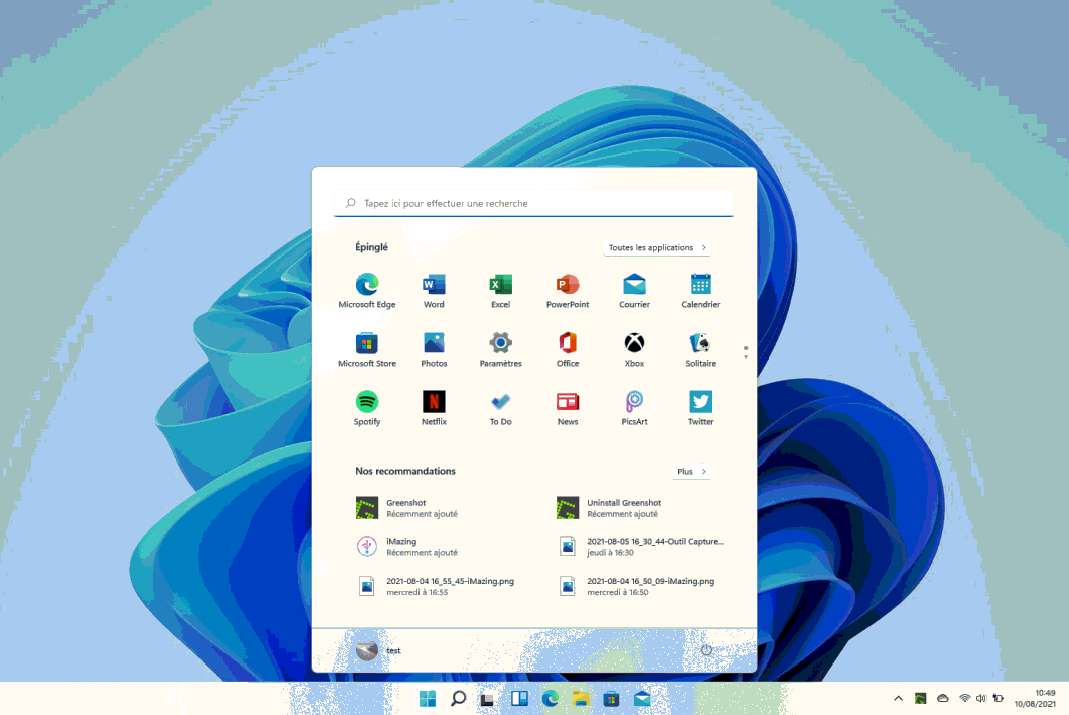 Tapez ici pour effectuer une recherche
Épinglé
Toutes les applications
Microsoft Edge
Word
Excel
PowerPoint
Courrier
Calendrier
Microsoft Store
Photos
Paramètres
Office
Xbox
Solitaire
Spotify
Netflix
To Do
News
PicsArt
Twitter
Nos recommandations
Plus
Greenshot
Récemment ajouté
Uninstall Greenshot
Récemment ajouté
iMazing
Récemment ajouté
2021-08-05 16_30_44-Outil Capture...
jeudi à 16:30
2021-08-04 16_55_45-iMazing.png
mercredi à 16:55
2021-08-04 16_50_09-iMazing.png
mercredi à 16:50
test
10:49
10/08/2021